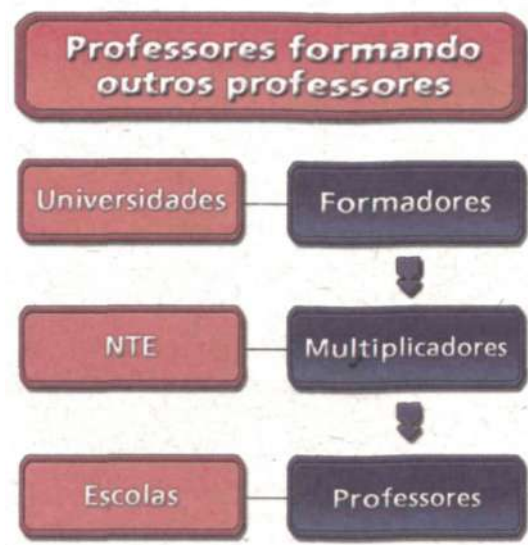 Professores formando
outros professores
Universidades
Formadores
NTE
Multiplicadores
Escolas
Professores